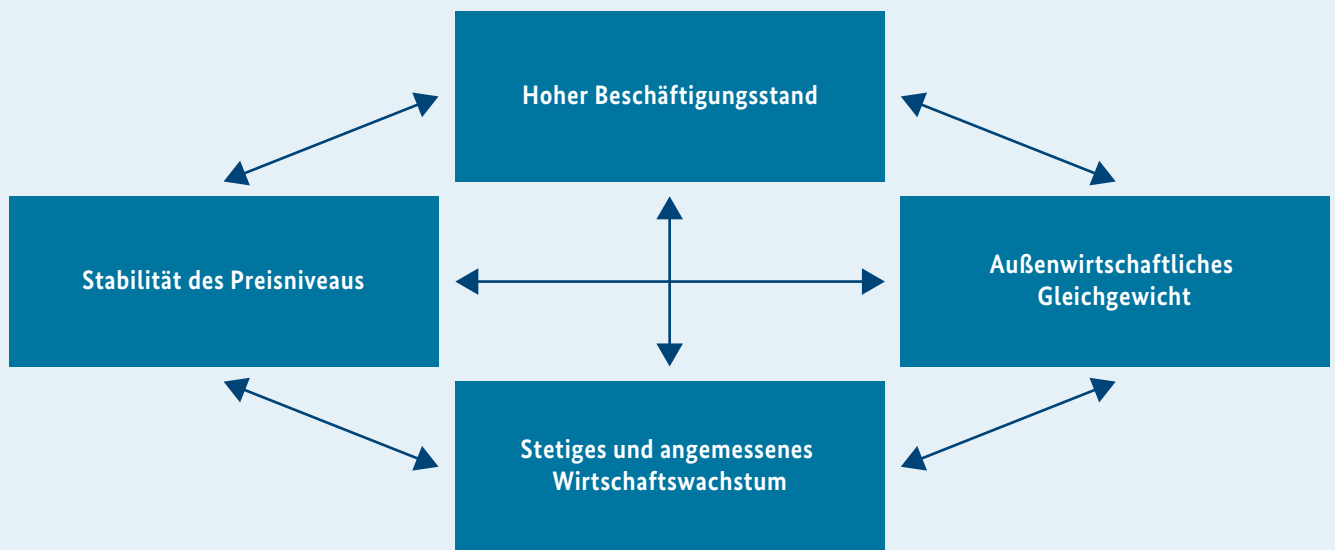 Hoher Beschäftigungsstand
Stabilität des Preisniveaus
Außenwirtschaftliches
Gleichgewicht
Stetiges und angemessenes
Wirtschaftswachstum